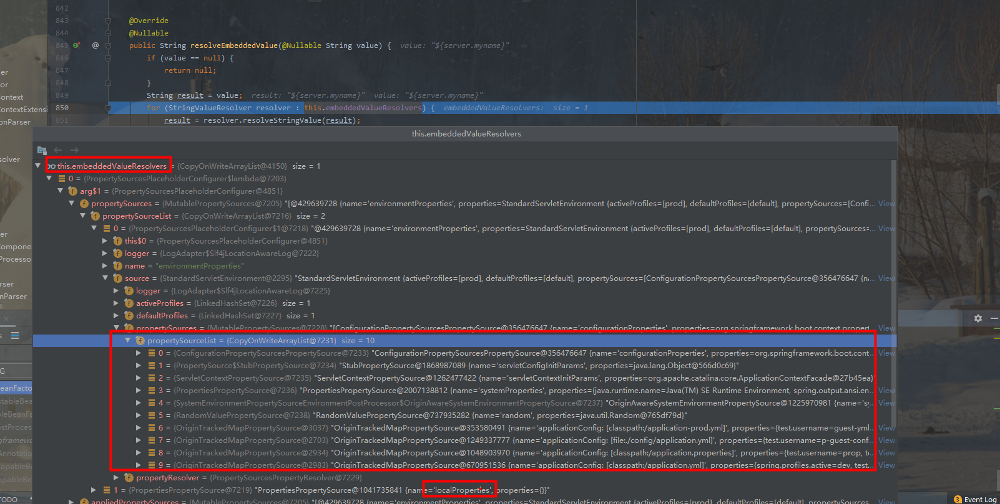 842
843 @Override
844 @Nullable
845 @ public String resolveEmbeddedValue(@Nullable String value) { value: "${server.myname}"
846 if (value == null) {
847 return null;
848 }
849 String result = value; result: "${server.myname}" value: "${server.myname}"
850 for (StringValueResolver resolver : this.embeddedValueResolvers) { embeddedValueResolvers: size = 1
851 result = resolver.resolveStringValue(result);
er
or
Context
ContextExtensi
onParser
solver
er
Compone
Processo
rser
nParser
s
G
eanFacto
stableBean
bleBeanFa
ostProcess
gframewo
Annotation
CapableBe
apableBe
TODO
this.embeddedValueResolvers
this.embeddedValueResolvers = {CopyOnWriteArrayList@4150} size = 1
0 = {PropertySourcesPlaceholderConfigurer$lambda@7203}
arg$1 = {PropertySourcesPlaceholderConfigurer@4851}
propertySources = {MutablePropertySources@7205} "[@429639728 {name='environmentProperties', properties=StandardServletEnvironment {activeProfiles=[prod], defaultProfiles=[default], propertySources=[Confi... View
propertySourceList = {CopyOnWriteArrayList@7216} size = 2
0 = {PropertySourcesPlaceholderConfigurer$1@7218} "@429639728 {name='environmentProperties', properties=StandardServletEnvironment {activeProfiles=[prod], defaultProfiles=[default], propertySources=... View
this$0 = {PropertySourcesPlaceholderConfigurer@4851}
logger = {LogAdapter$Slf4jLocationAwareLog@7222}
name = "environmentProperties"
source = {StandardServletEnvironment@2295} "StandardServletEnvironment {activeProfiles=[prod], defaultProfiles=[default], propertySources=[ConfigurationPropertySourcesPropertySource@356476647 {na... View
logger = {LogAdapter$Slf4jLocationAwareLog@7225}
activeProfiles = {LinkedHashSet@7226} size = 1
defaultProfiles = {LinkedHashSet@7227} size = 1
propertySources = {MutablePropertySources@7228} "[ConfigurationPropertySourcesPropertySource@356476647 {name='configurationProperties', properties=org.springframework.boot.context.propert... View
propertySourceList = {CopyOnWriteArrayList@7231} size = 10
0 = {ConfigurationPropertySourcesPropertySource@7233} "ConfigurationPropertySourcesPropertySource@356476647 {name='configurationProperties', properties=org.springframework.boot.cont... View
1 = {PropertySource$StubPropertySource@7234} "StubPropertySource@1868987089 {name='servletConfigInitParams', properties=java.lang.Object@566d0c69}"
2 = {ServletContextPropertySource@7235} "ServletContextPropertySource@1262477422 {name='servletContextInitParams', properties=org.apache.catalina.core.ApplicationContextFacade@27b45ea}"
3 = {PropertiesPropertySource@7236} "PropertiesPropertySource@2007138812 {name='systemProperties', properties={java.runtime.name=Java(TM) SE Runtime Environment, spring.output.ansi.en... View
4 = {SystemEnvironmentPropertySourceEnvironmentPostProcessor$OriginAwareSystemEnvironmentPropertySource@7237} "OriginAwareSystemEnvironmentPropertySource@1225970981 {name='sy... View
5 = {RandomValuePropertySource@7238} "RandomValuePropertySource@737935282 {name='random', properties=java.util.Random@765df79d}"
6 = {OriginTrackedMapPropertySource@3037} "OriginTrackedMapPropertySource@353580491 {name='applicationConfig: [classpath:/application-prod.yml]', properties={test.username=guest-yml... View
7 = {OriginTrackedMapPropertySource@2703} "OriginTrackedMapPropertySource@1249337777 {name='applicationConfig: [file:./config/application.yml]', properties={test.username=p-guest-conf... View
8 = {OriginTrackedMapPropertySource@2934} "OriginTrackedMapPropertySource@1048903970 {name='applicationConfig: [classpath:/application.properties]', properties={test.username=prop, te... View
9 = {OriginTrackedMapPropertySource@2983} "OriginTrackedMapPropertySource@670951536 {name='applicationConfig: [classpath:/application.yml]', properties={spring.profiles.active=dev, test... View
propertyResolver = {PropertySourcesPropertyResolver@7229}
1 = {PropertiesPropertySource@7219} "PropertiesPropertySource@1041735841 {name='localProperties', properties={}}"
appliedPropertySources = {MutablePropertySources@7205} "[@429639728 {name='environmentProperties', properties=StandardServletEnvironment {activeProfiles=[prod], defaultProfiles=[default], propertySources... View
3 Event Log